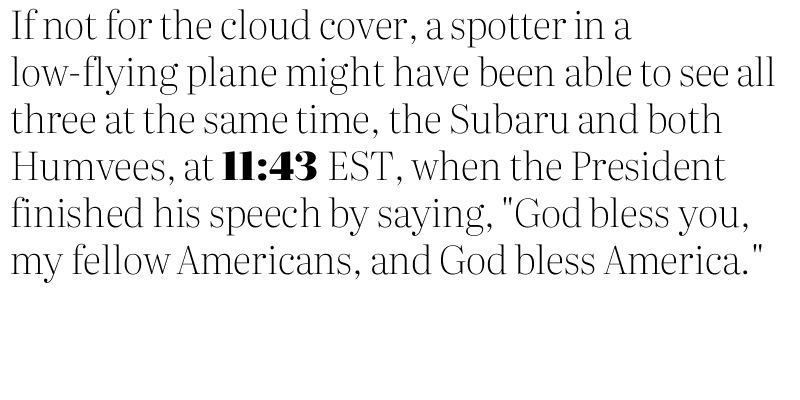 If not for the cloud cover, a spotter in a
low-flying plane might have been able to see all
three at the same time, the Subaru and both
Humvees, at 11:43 EST, when the President
finished his speech by saying, "God bless you,
my fellow Americans, and God bless America."